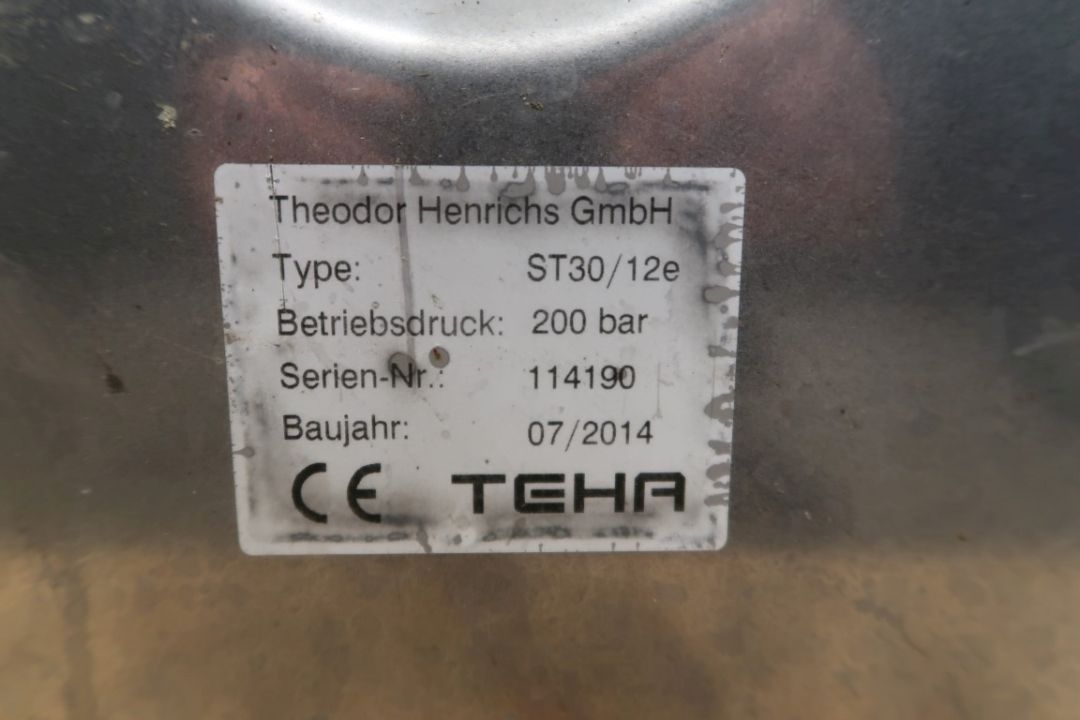 Theodor Henrichs GmbH
Type: ST30/12e
Betriebsdruck: 200 bar
Serien-Nr.: 114190
Baujahr: 07/2014
CE TEHA